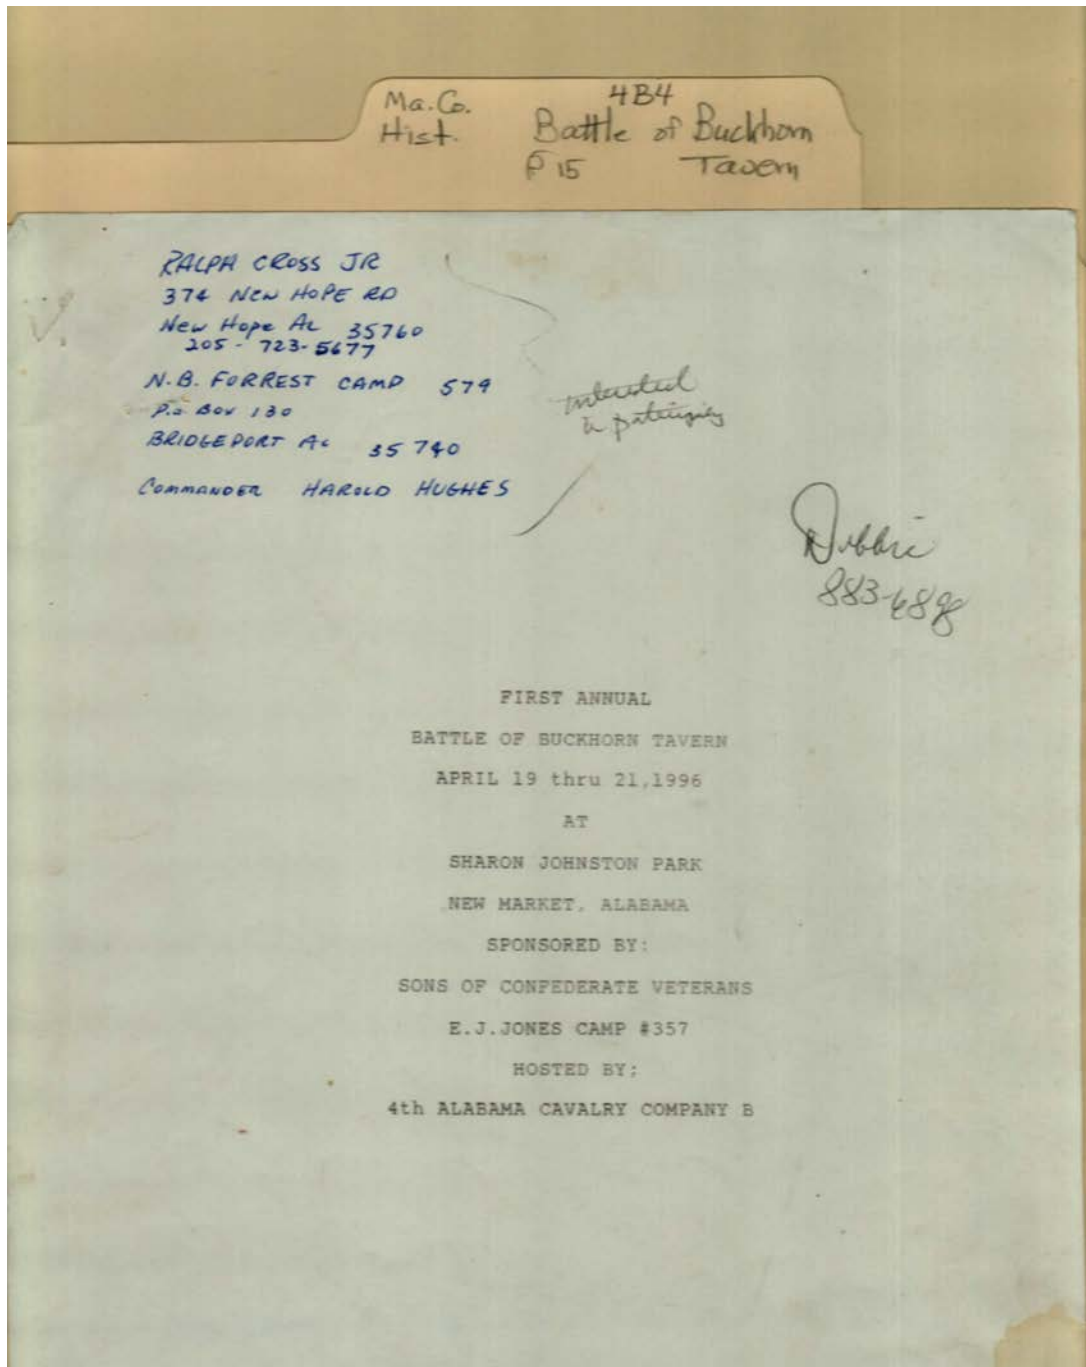 Ma.Co.
Hist.
4B4
Battle of Buckhorn
P 15 Tavern
RALPH CROSS JR
374 NEW HOPE RD
New Hope AL 35760
205-723-5677
N.B. FORREST CAMP 579
P.O BOX 130
BRIDGEPORT AL 35740
COMMANDER HAROLD HUGHES
interested
in
Debbie
883-6898
FIRST ANNUAL
BATTLE OF BUCKHORN TAVERN
APRIL 19 thru 21,1996
AT
SHARON JOHNSTON PARK
NEW MARKET, ALABAMA
SPONSORED BY:
SONS OF CONFEDERATE VETERANS
E.J.JONES CAMP #357
HOSTED BY:
4th ALABAMA CAVALRY COMPANY B